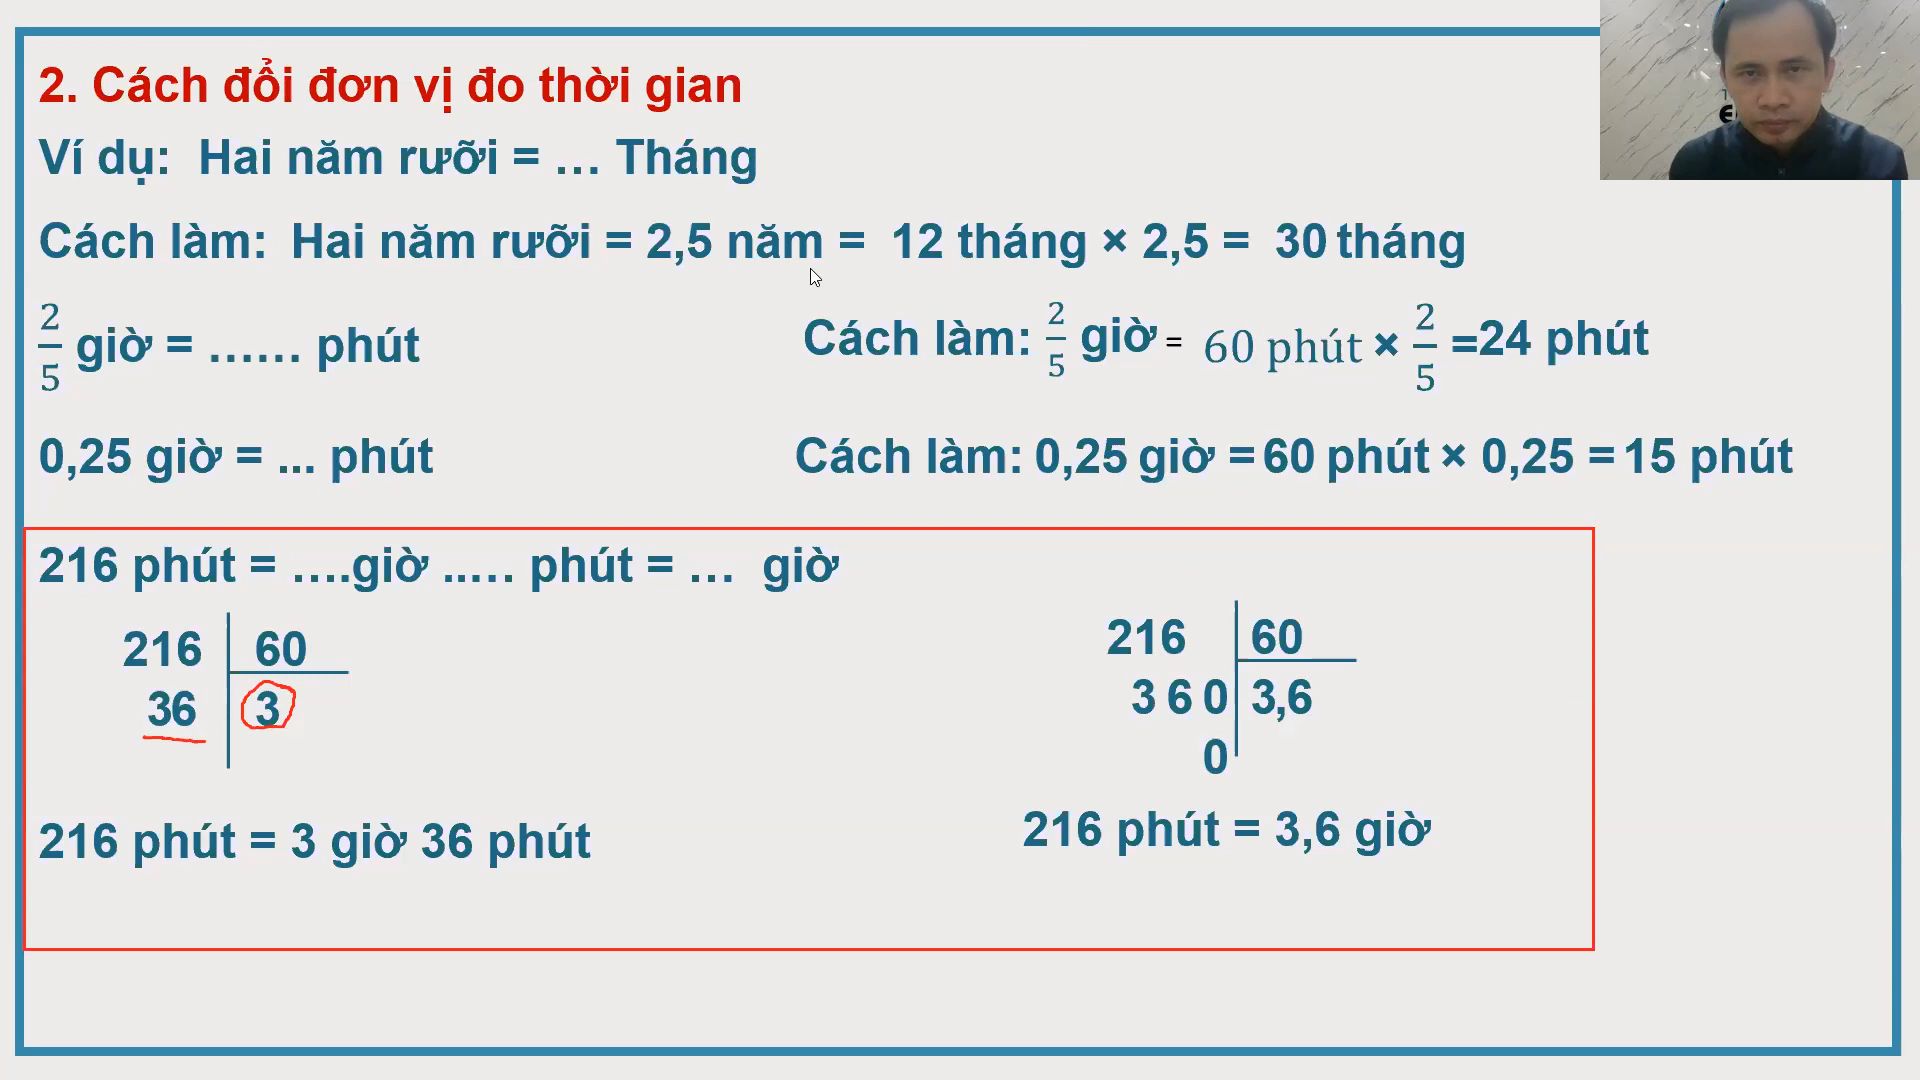 2. Cách đổi đơn vị đo thời gian
Ví dụ: Hai năm rưỡi = … Tháng
Cách làm: Hai năm rưỡi = 2,5 năm = 12 tháng × 2,5 = 30 tháng
2/5 giờ = …… phút
Cách làm: 2/5 giờ = 60 phút × 2/5 =24 phút
0,25 giờ = ... phút
Cách làm: 0,25 giờ = 60 phút × 0,25 = 15 phút
216 phút = ….giờ ..… phút = … giờ
216 60
36 3
216 phút = 3 giờ 36 phút
216 60
3 6 0 3,6
0
216 phút = 3,6 giờ